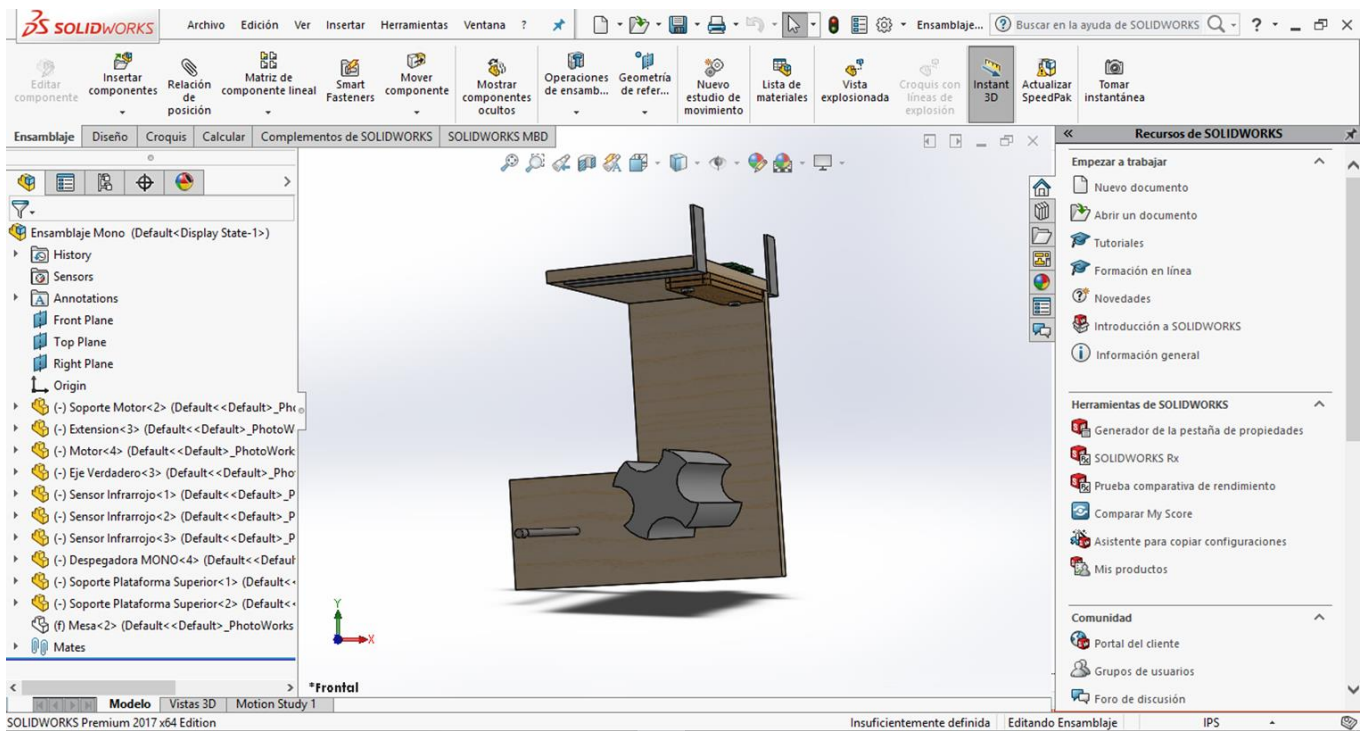 SOLIDWORKS Archivo Edición Ver Insertar Herramientas Ventana ? Ensamblaje... Buscar en la ayuda de SOLIDWORKS ?
Editar componente
Insertar componentes
Relación de posición
Matriz de componente lineal
Smart Fasteners
Mover componente
Mostrar componentes ocultos
Operaciones de ensamb...
Geometría de refer...
Nuevo estudio de movimiento
Lista de materiales
Vista explosionada
Croquis con líneas de explosión
Instant 3D
Actualizar SpeedPak
Tomar instantánea
Ensamblaje Diseño Croquis Calcular Complementos de SOLIDWORKS SOLIDWORKS MBD
Ensamblaje Mono (Default<Display State-1>)
History
Sensors
Annotations
Front Plane
Top Plane
Right Plane
Origin
(-) Soporte Motor<2> (Default<<Default>_Pho
(-) Extension<3> (Default<<Default>_PhotoW
(-) Motor<4> (Default<<Default>_PhotoWork
(-) Eje Verdadero<3> (Default<<Default>_Pho
(-) Sensor Infrarrojo<1> (Default<<Default>_P
(-) Sensor Infrarrojo<2> (Default<<Default>_P
(-) Sensor Infrarrojo<3> (Default<<Default>_P
(-) Despegadora MONO<4> (Default<<Defaul
(-) Soporte Plataforma Superior<1> (Default<
(-) Soporte Plataforma Superior<2> (Default<
(f) Mesa<2> (Default<<Default>_PhotoWorks
Mates
Y
X
*Frontal
Modelo Vistas 3D Motion Study 1
Recursos de SOLIDWORKS
Empezar a trabajar
Nuevo documento
Abrir un documento
Tutoriales
Formación en línea
Novedades
Introducción a SOLIDWORKS
Información general
Herramientas de SOLIDWORKS
Generador de la pestaña de propiedades
SOLIDWORKS Rx
Prueba comparativa de rendimiento
Comparar My Score
Asistente para copiar configuraciones
Mis productos
Comunidad
Portal del cliente
Grupos de usuarios
Foro de discusión
SOLIDWORKS Premium 2017 x64 Edition Insuficientemente definida Editando Ensamblaje IPS